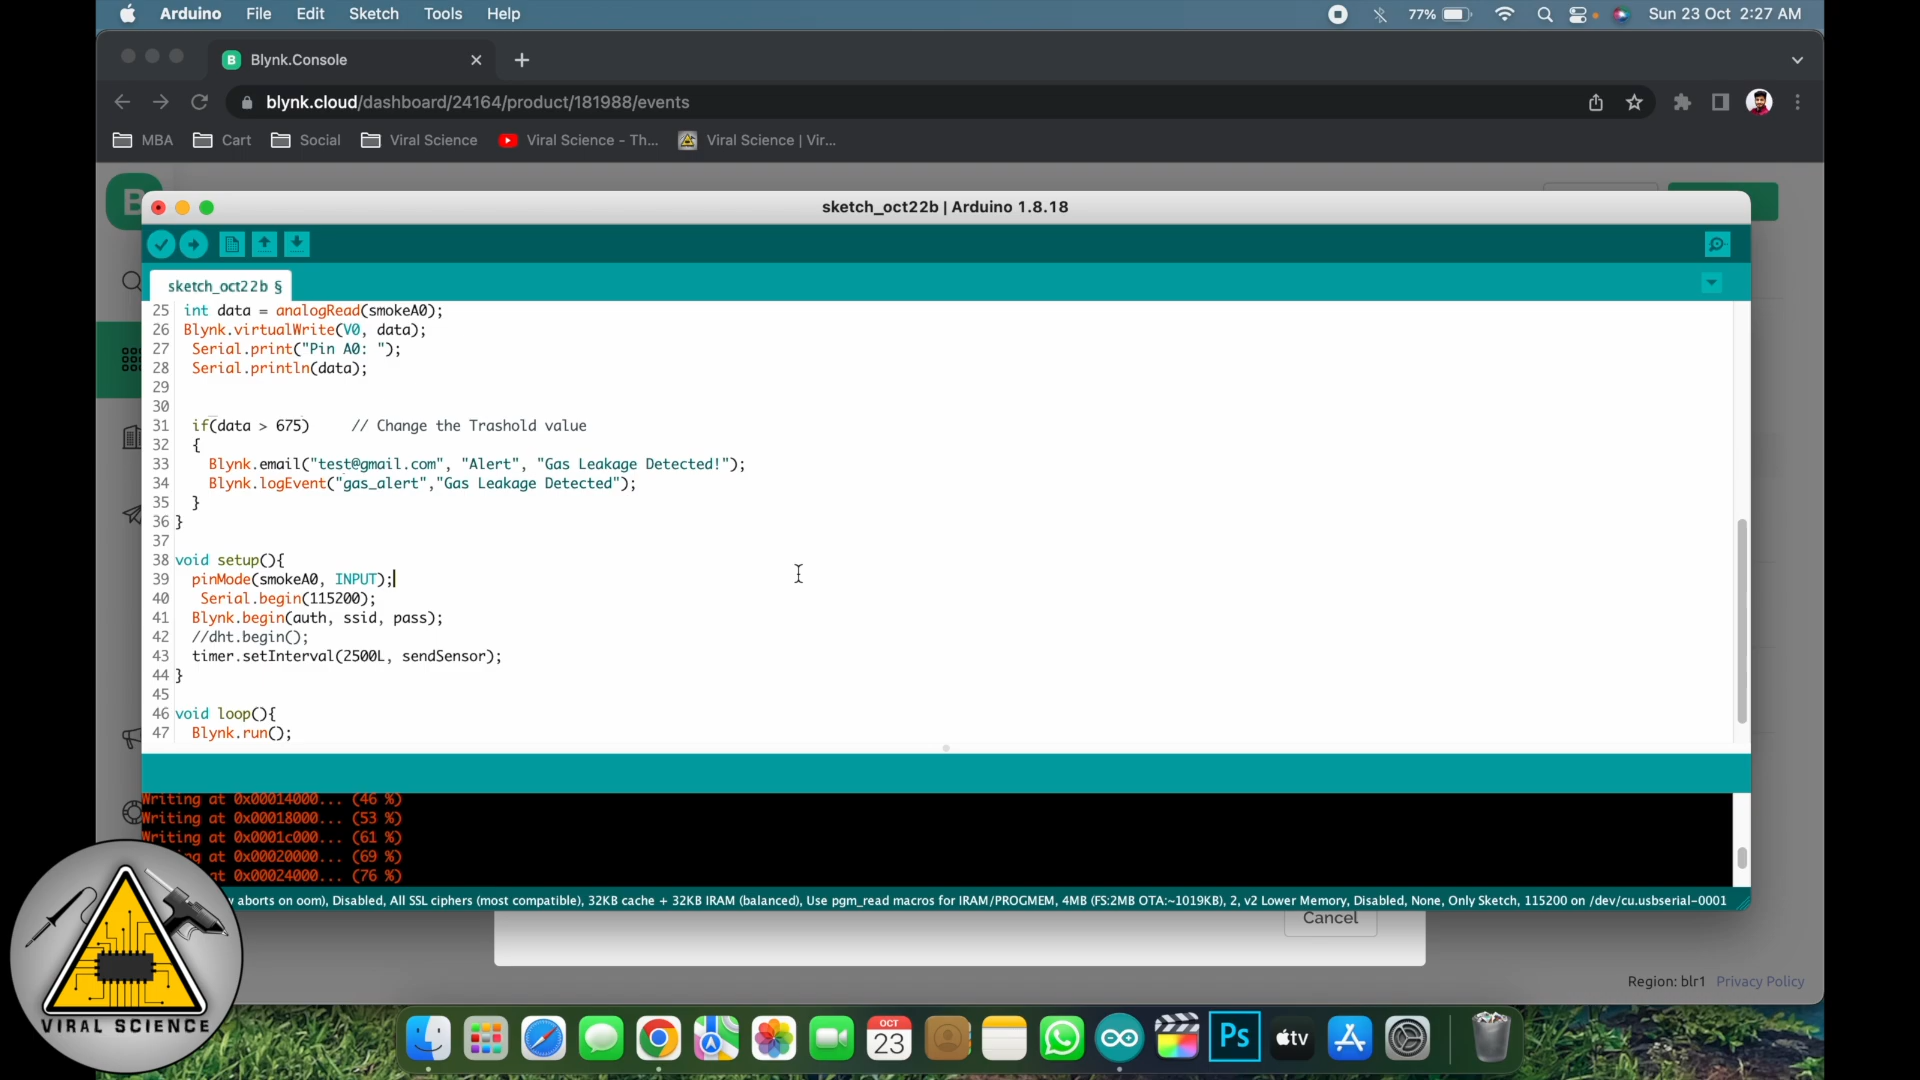 Arduino File Edit Sketch Tools Help 77% Sun 23 Oct 2:27 AM
B Blynk.Console
blynk.cloud/dashboard/24164/product/181988/events
MBA Cart Social Viral Science Viral Science - Th... Viral Science | Vir...
B
sketch_oct22b | Arduino 1.8.18
sketch_oct22b §
25 int data = analogRead(smokeA0);
26 Blynk.virtualWrite(V0, data);
27 Serial.print("Pin A0: ");
28 Serial.println(data);
29
30
31 if(data > 675) // Change the Trashold value
32 {
33 Blynk.email("test@gmail.com", "Alert", "Gas Leakage Detected!");
34 Blynk.logEvent("gas_alert","Gas Leakage Detected");
35 }
36 }
37
38 void setup(){
39 pinMode(smokeA0, INPUT);
40 Serial.begin(115200);
41 Blynk.begin(auth, ssid, pass);
42 //dht.begin();
43 timer.setInterval(2500L, sendSensor);
44 }
45
46 void loop(){
47 Blynk.run();
Writing at 0x00014000... (46 %)
Writing at 0x00018000... (53 %)
Writing at 0x0001c000... (61 %)
at 0x00020000... (69 %)
at 0x00024000... (76 %)
aborts on oom), Disabled, All SSL ciphers (most compatible), 32KB cache + 32KB IRAM (balanced), Use pgm_read macros for IRAM/PROGMEM, 4MB (FS:2MB OTA:~1019KB), 2, v2 Lower Memory, Disabled, None, Only Sketch, 115200 on /dev/cu.usbserial-0001
Cancel
Region: blr1 Privacy Policy
VIRAL SCIENCE
OCT
23
Ps
tv